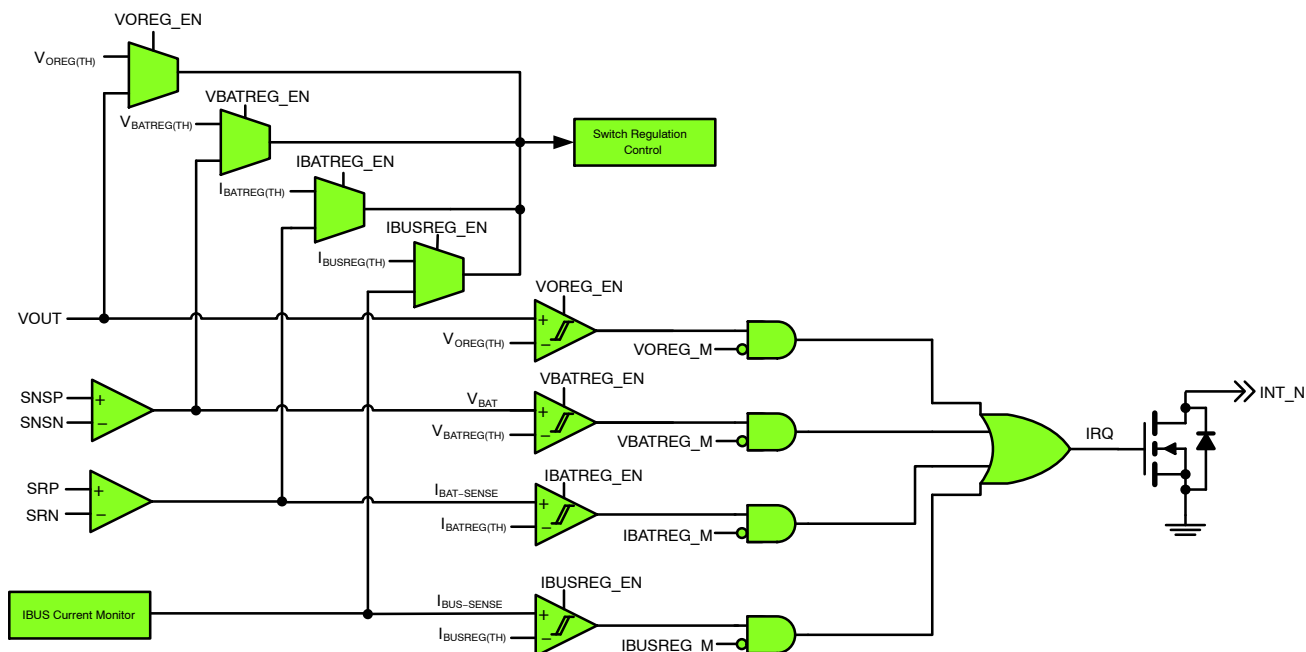 VOREG_EN
VOREG(TH)
VBATREG_EN
VBATREG(TH)
Switch Regulation
Control
IBATREG_EN
IBATREG(TH)
IBUSREG_EN
IBUSREG(TH)
VOREG_EN
VOUT
+
VOREG(TH)
−
VOREG_M
VBATREG_EN
SNSP
+
SNSN
−
VBAT
+
VBATREG(TH)
−
VBATREG_M
INT_N
IRQ
IBATREG_EN
SRP
+
SRN
−
IBAT−SENSE
+
IBATREG(TH)
−
IBATREG_M
IBUSREG_EN
IBUS Current Monitor
IBUS−SENSE
+
IBUSREG(TH)
−
IBUSREG_M